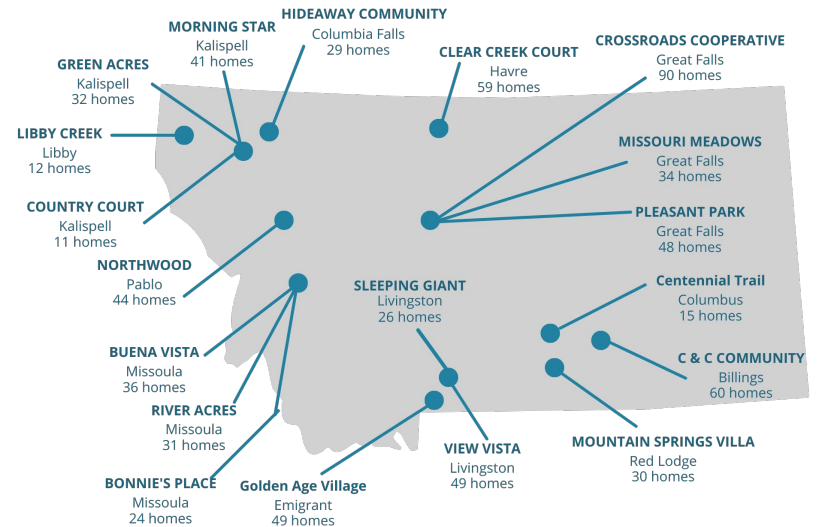 HIDEAWAY COMMUNITY
Columbia Falls
29 homes
MORNING STAR
Kalispell
41 homes
GREEN ACRES
Kalispell
32 homes
LIBBY CREEK
Libby
12 homes
COUNTRY COURT
Kalispell
11 homes
NORTHWOOD
Pablo
44 homes
BUENA VISTA
Missoula
36 homes
RIVER ACRES
Missoula
31 homes
BONNIE'S PLACE
Missoula
24 homes
CLEAR CREEK COURT
Havre
59 homes
CROSSROADS COOPERATIVE
Great Falls
90 homes
MISSOURI MEADOWS
Great Falls
34 homes
PLEASANT PARK
Great Falls
48 homes
SLEEPING GIANT
Livingston
26 homes
Centennial Trail
Columbus
15 homes
C & C COMMUNITY
Billings
60 homes
MOUNTAIN SPRINGS VILLA
Red Lodge
30 homes
VIEW VISTA
Livingston
49 homes
Golden Age Village
Emigrant
49 homes